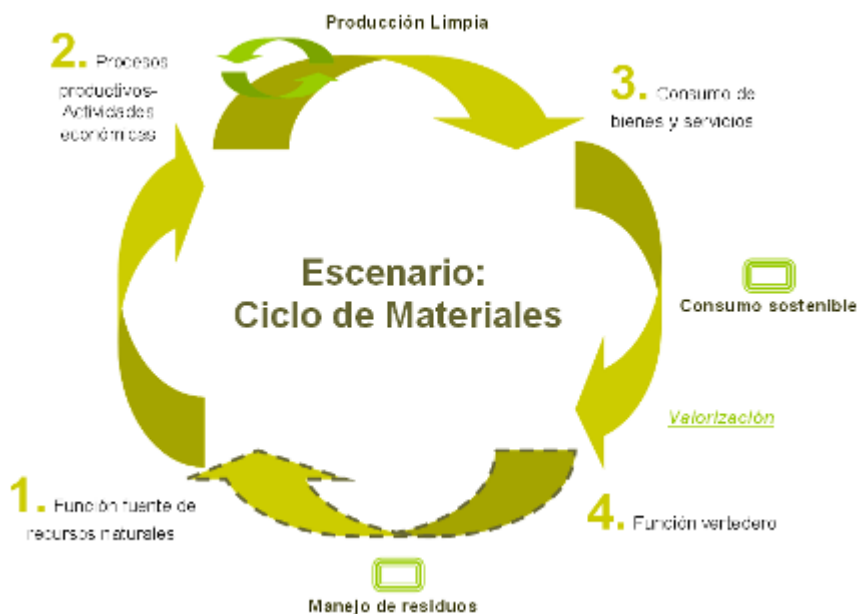 Producción Limpia
2. Procesos
productivos-
Actividades
económicas
3. Consumo de
bienes y servicios
Escenario:
Ciclo de Materiales
Consumo sostenible
Valorización
1. Función fuente de
recursos naturales
4. Función vertedero
Manejo de residuos